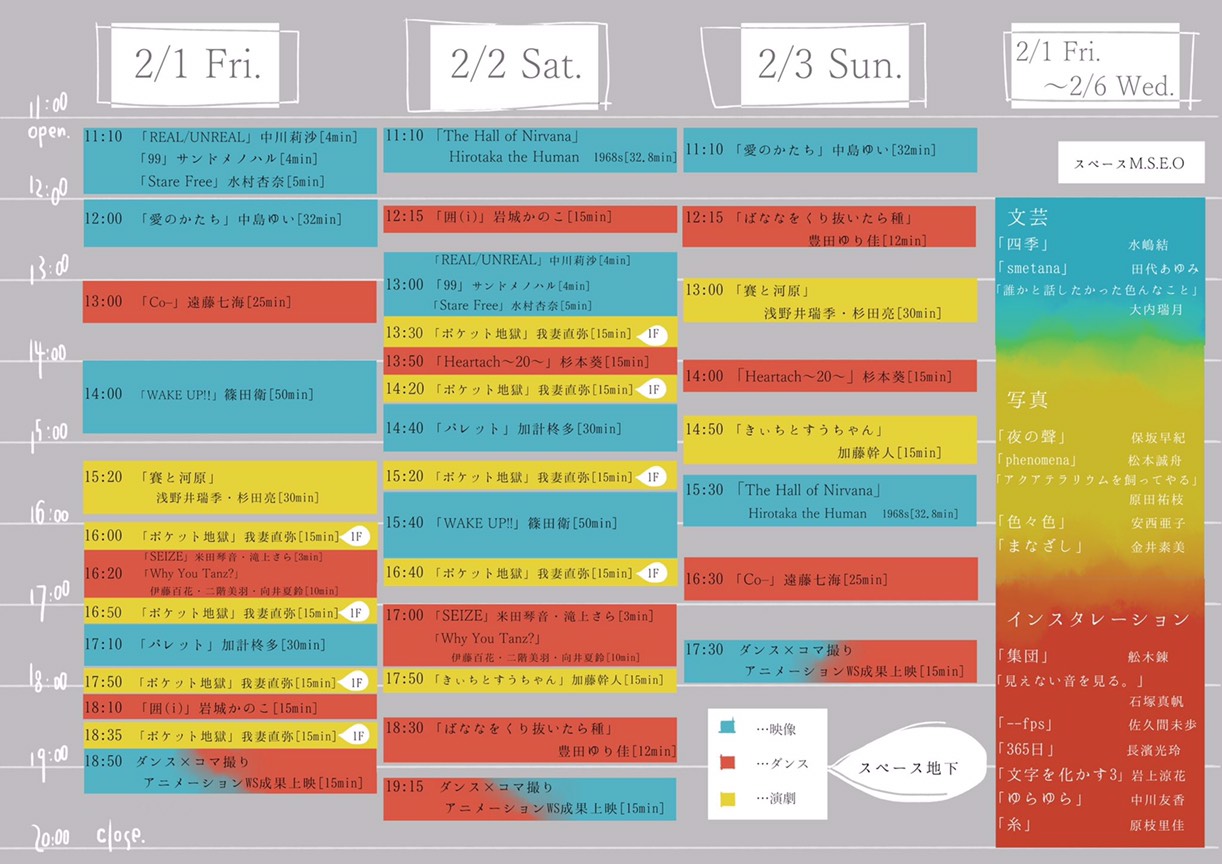 2/1 Fri.
2/2 Sat.
2/3 Sun.
2/1 Fri.
～2/6 Wed.
11:00
open.
12:00
13:00
14:00
15:00
16:00
17:00
18:00
19:00
20:00 close.
11:10 「REAL/UNREAL」中川莉沙[4min]
「99」サンドメノハル[4min]
「Stare Free」水村杏奈[5min]
12:00 「愛のかたち」中島ゆい[32min]
13:00 「Co–」遠藤七海[25min]
14:00 「WAKE UP!!」篠田衛[50min]
15:20 「賽と河原」
浅野井瑞季・杉田亮[30min]
16:00 「ポケット地獄」我妻直弥[15min] 1F
「SEIZE」米田琴音・滝上さら[3min]
16:20 「Why You Tanz?」
伊藤百花・二階美羽・向井夏鈴[10min]
16:50 「ポケット地獄」我妻直弥[15min] 1F
17:10 「パレット」加計柊多[30min]
17:50 「ポケット地獄」我妻直弥[15min] 1F
18:10 「囲(i)」岩城かのこ[15min]
18:35 「ポケット地獄」我妻直弥[15min] 1F
18:50 ダンス×コマ撮り
アニメーションWS成果上映[15min]
11:10 「The Hall of Nirvana」
Hirotaka the Human 1968s[32.8min]
12:15 「囲(i)」岩城かのこ[15min]
「REAL/UNREAL」中川莉沙[4min]
13:00 「99」サンドメノハル[4min]
「Stare Free」水村杏奈[5min]
13:30 「ポケット地獄」我妻直弥[15min] 1F
13:50 「Heartach～20～」杉本葵[15min]
14:20 「ポケット地獄」我妻直弥[15min] 1F
14:40 「パレット」加計柊多[30min]
15:20 「ポケット地獄」我妻直弥[15min] 1F
15:40 「WAKE UP!!」篠田衛[50min]
16:40 「ポケット地獄」我妻直弥[15min] 1F
17:00 「SEIZE」米田琴音・滝上さら[3min]
「Why You Tanz?」
伊藤百花・二階美羽・向井夏鈴[10min]
17:50 「きぃちとすうちゃん」加藤幹人[15min]
18:30 「ばななをくり抜いたら種」
豊田ゆり佳[12min]
19:15 ダンス×コマ撮り
アニメーションWS成果上映[15min]
11:10 「愛のかたち」中島ゆい[32min]
12:15 「ばななをくり抜いたら種」
豊田ゆり佳[12min]
13:00 「賽と河原」
浅野井瑞季・杉田亮[30min]
14:00 「Heartach～20～」杉本葵[15min]
14:50 「きぃちとすうちゃん」
加藤幹人[15min]
15:30 「The Hall of Nirvana」
Hirotaka the Human 1968s[32.8min]
16:30 「Co–」遠藤七海[25min]
17:30 ダンス×コマ撮り
アニメーションWS成果上映[15min]
…映像
…ダンス
…演劇
スペース地下
スペースM.S.E.O
文芸
「四季」 水嶋結
「smetana」 田代あゆみ
「誰かと話したかった色んなこと」
大内瑞月
写真
「夜の聲」 保坂早紀
「phenomena」 松本誠舟
「アクアテラリウムを飼ってやる」
原田祐枝
「色々色」 安西亜子
「まなざし」 金井素美
インスタレーション
「集団」 舩木錬
「見えない音を見る。」
石塚真帆
「--fps」 佐久間未歩
「365日」 長濱光玲
「文字を化かす3」岩上涼花
「ゆらゆら」 中川友香
「糸」 原枝里佳